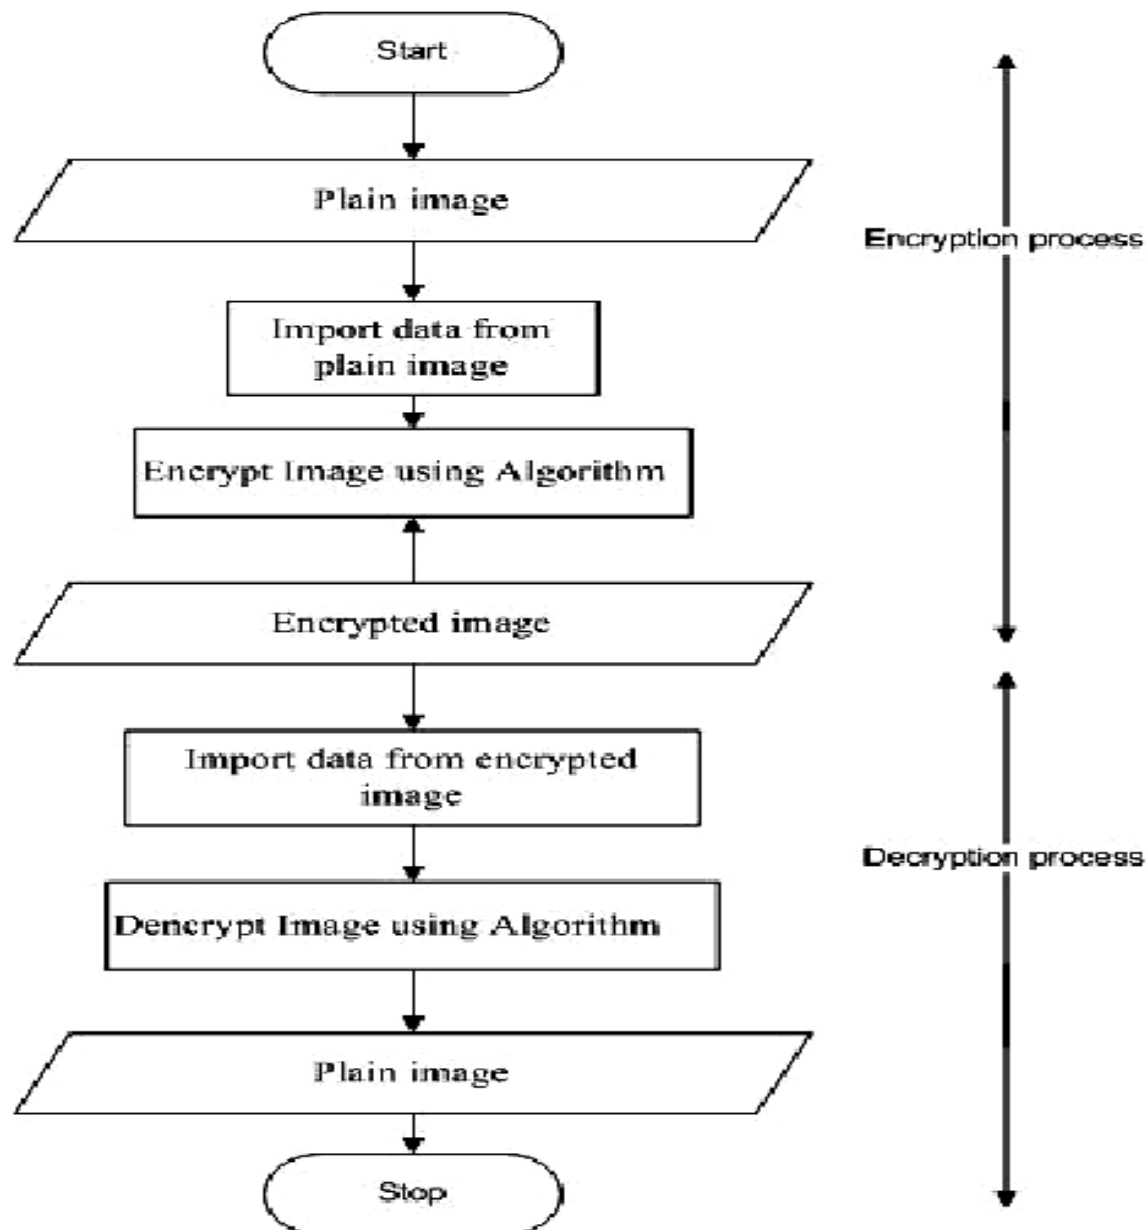 Start
Plain image
Encryption process
Import data from
plain image
Encrypt Image using Algorithm
Encrypted image
Import data from encrypted
image
Decryption process
Dencrypt Image using Algorithm
Plain image
Stop